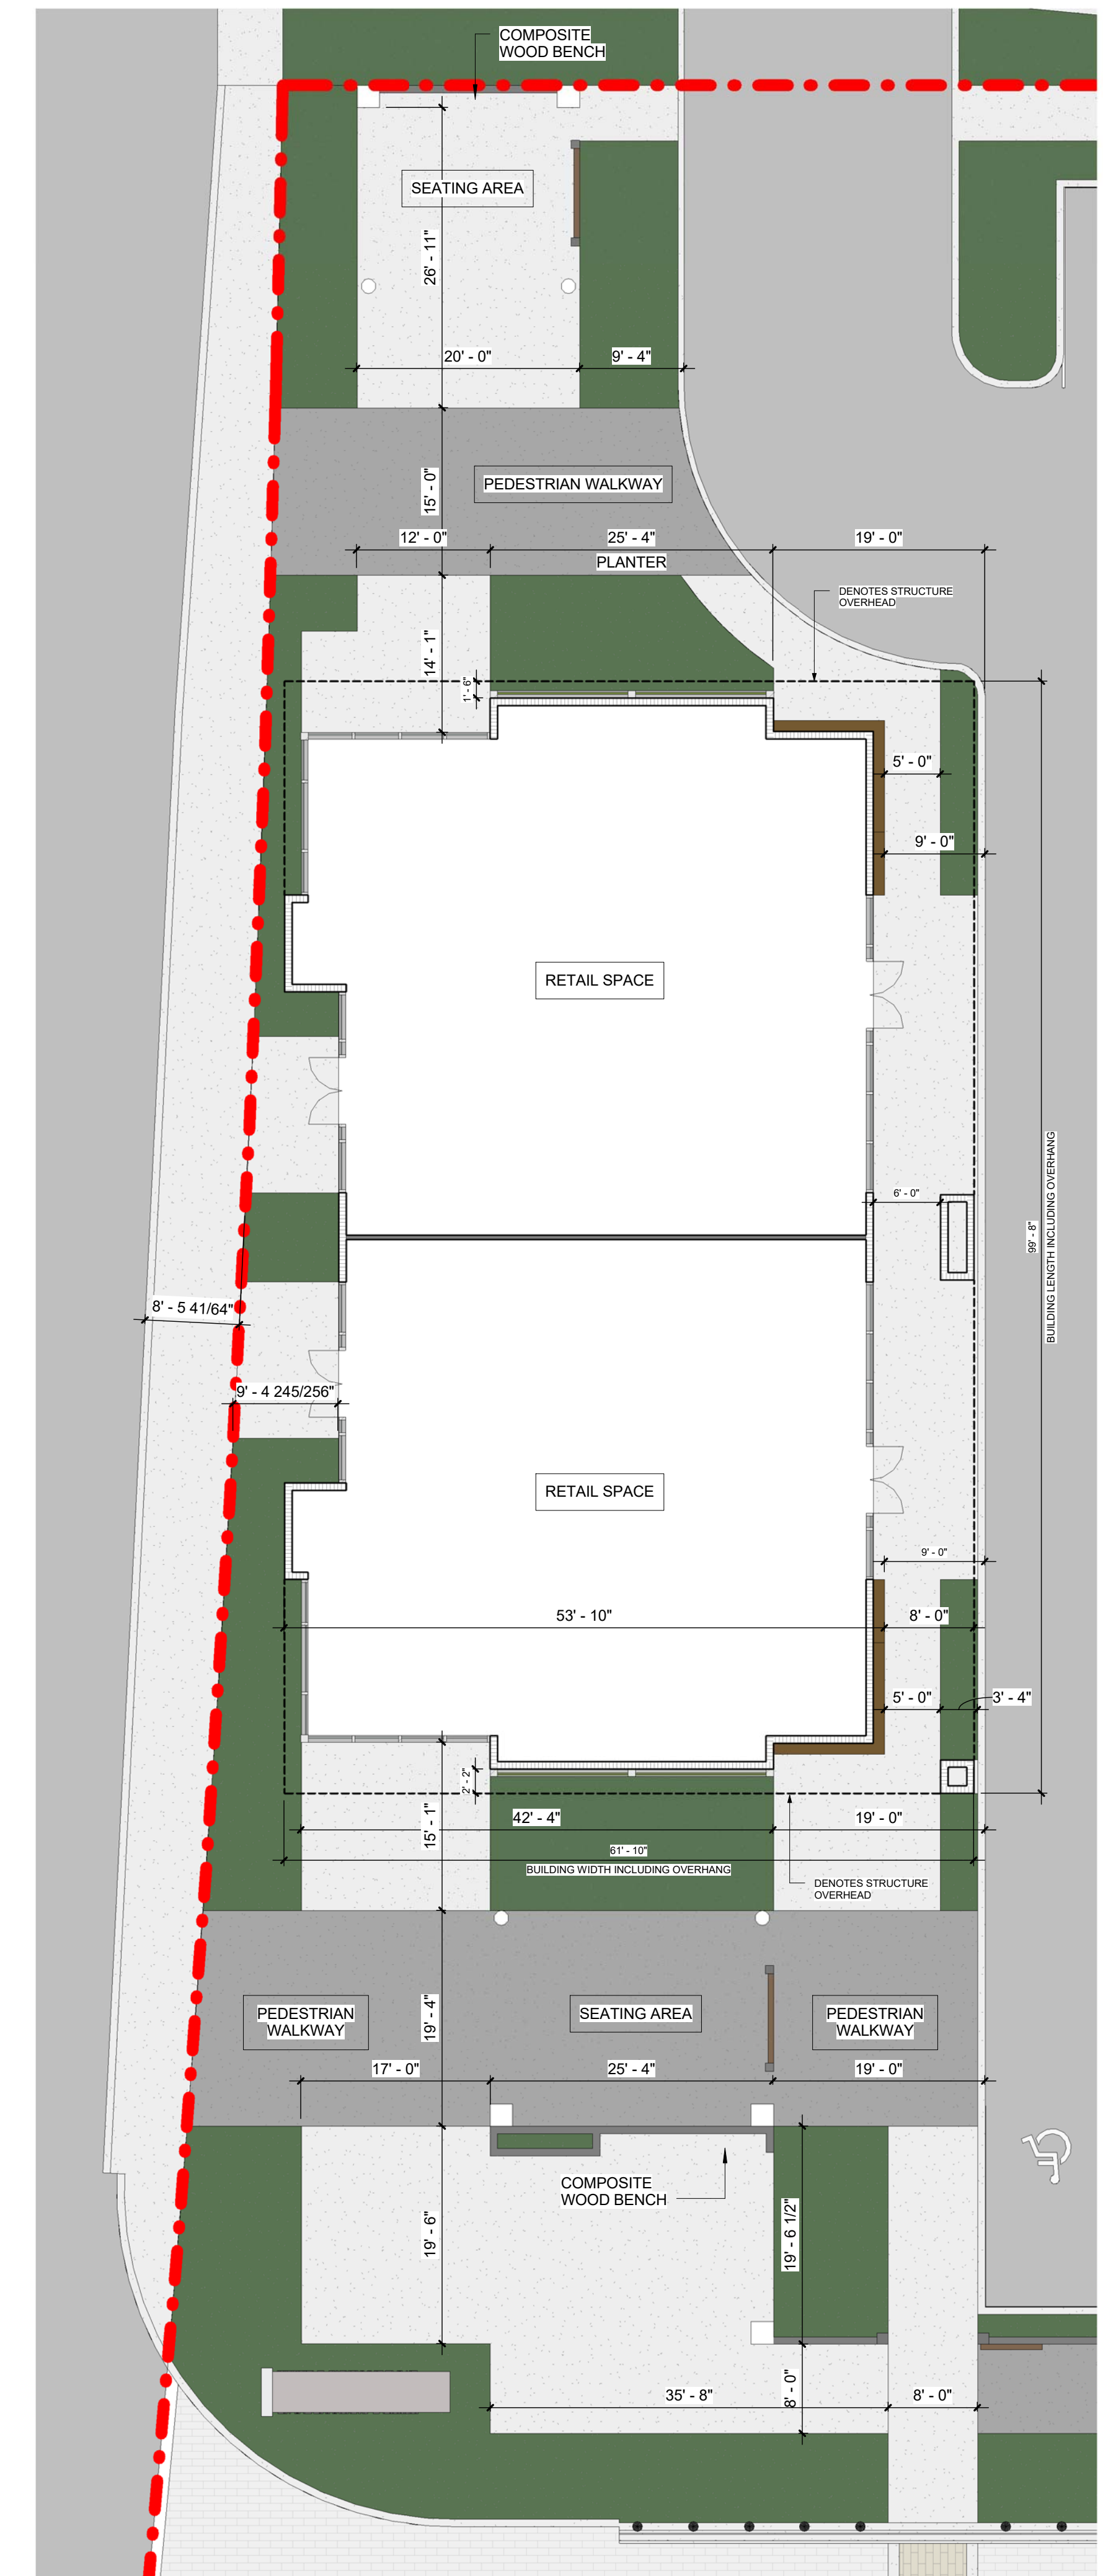 COMPOSITE
WOOD BENCH
SEATING AREA
26' - 11"
20' - 0"
9' - 4"
PEDESTRIAN WALKWAY
15' - 0"
12' - 0"
25' - 4"
19' - 0"
PLANTER
DENOTES STRUCTURE
OVERHEAD
14' - 1"
1' - 6"
5' - 0"
9' - 0"
RETAIL SPACE
6' - 0"
99' - 8"
BUILDING LENGTH INCLUDING OVERHANG
8' - 5 41/64"
9' - 4 245/256"
RETAIL SPACE
9' - 0"
53' - 10"
8' - 0"
5' - 0"
3' - 4"
2' - 2"
15' - 1"
42' - 4"
19' - 0"
61' - 10"
BUILDING WIDTH INCLUDING OVERHANG
DENOTES STRUCTURE
OVERHEAD
PEDESTRIAN
WALKWAY
19' - 4"
SEATING AREA
PEDESTRIAN
WALKWAY
17' - 0"
25' - 4"
19' - 0"
COMPOSITE
WOOD BENCH
19' - 6"
19' - 6 1/2"
35' - 8"
8' - 0"
8' - 0"